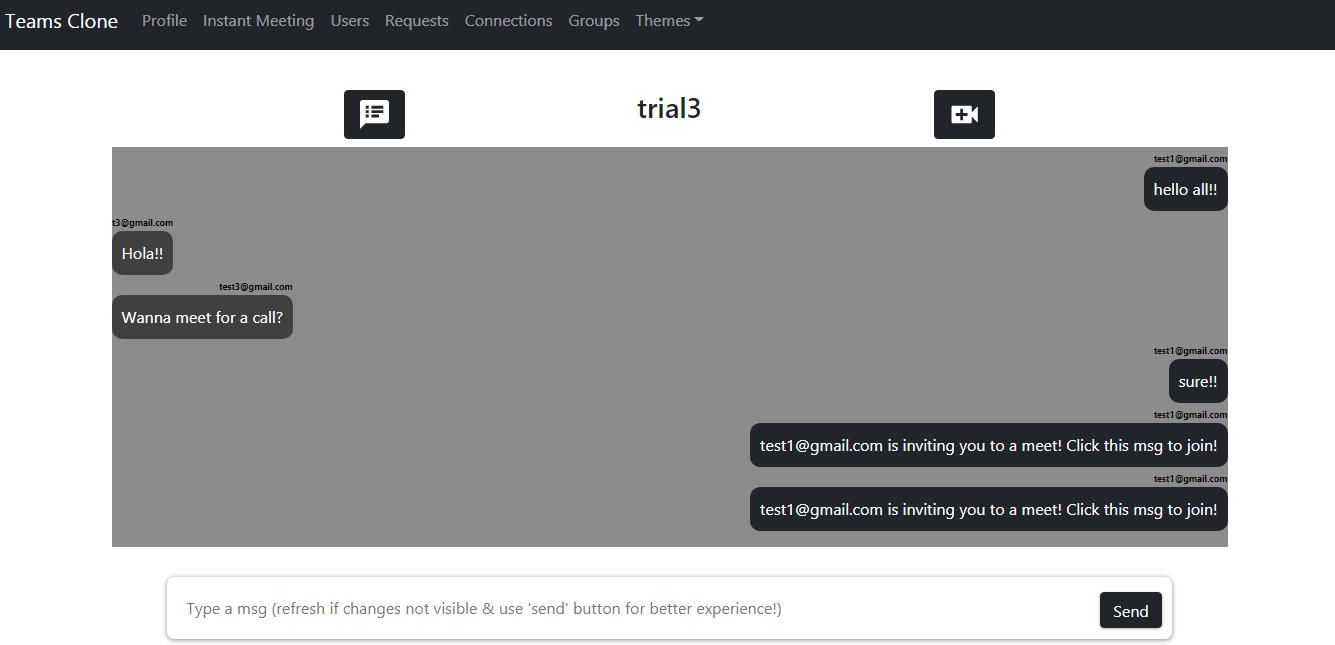 Teams Clone Profile Instant Meeting Users Requests Connections Groups Themes
trial3
test1@gmail.com
hello all!!
t3@gmail.com
Hola!!
test3@gmail.com
Wanna meet for a call?
test1@gmail.com
sure!!
test1@gmail.com
test1@gmail.com is inviting you to a meet! Click this msg to join!
test1@gmail.com
test1@gmail.com is inviting you to a meet! Click this msg to join!
Type a msg (refresh if changes not visible & use 'send' button for better experience!) Send